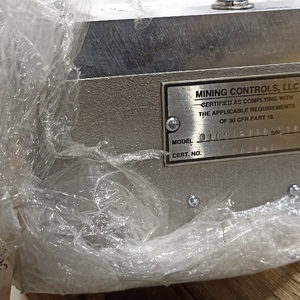 MINING CONTROLS, LLC
CERTIFIED AS COMPLYING WITH
THE APPLICABLE REQUIREMENTS
OF 30 CFR PART 18.
MODEL S/N
CERT. NO.